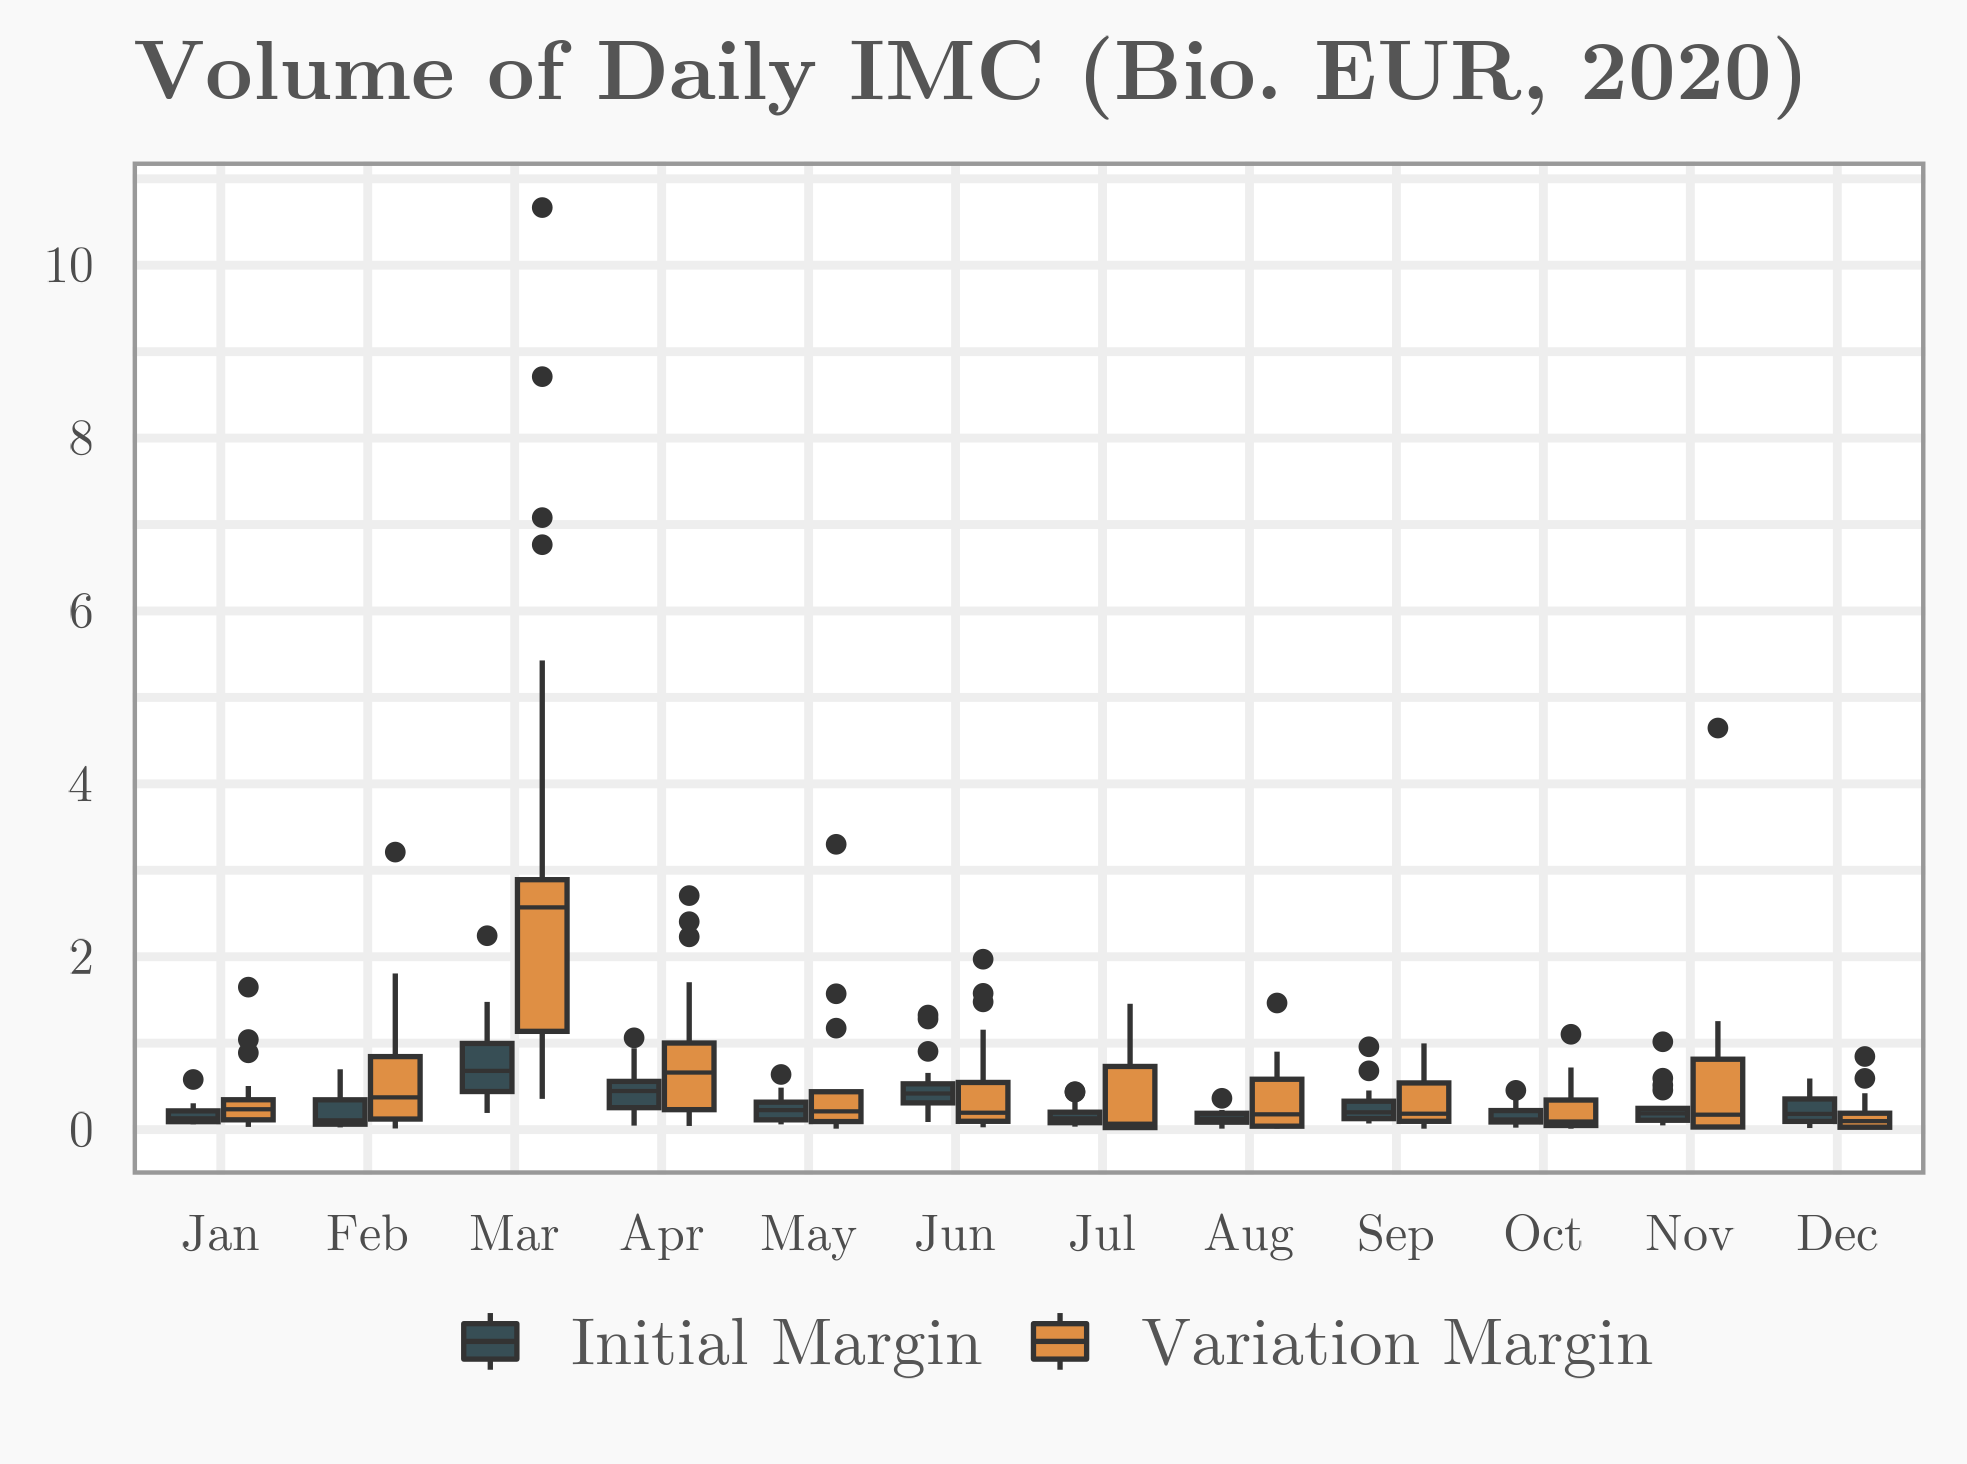 Volume of Daily IMC (Bio. EUR, 2020)
10
8
6
4
2
0
Jan Feb Mar Apr May Jun Jul Aug Sep Oct Nov Dec
Initial Margin Variation Margin